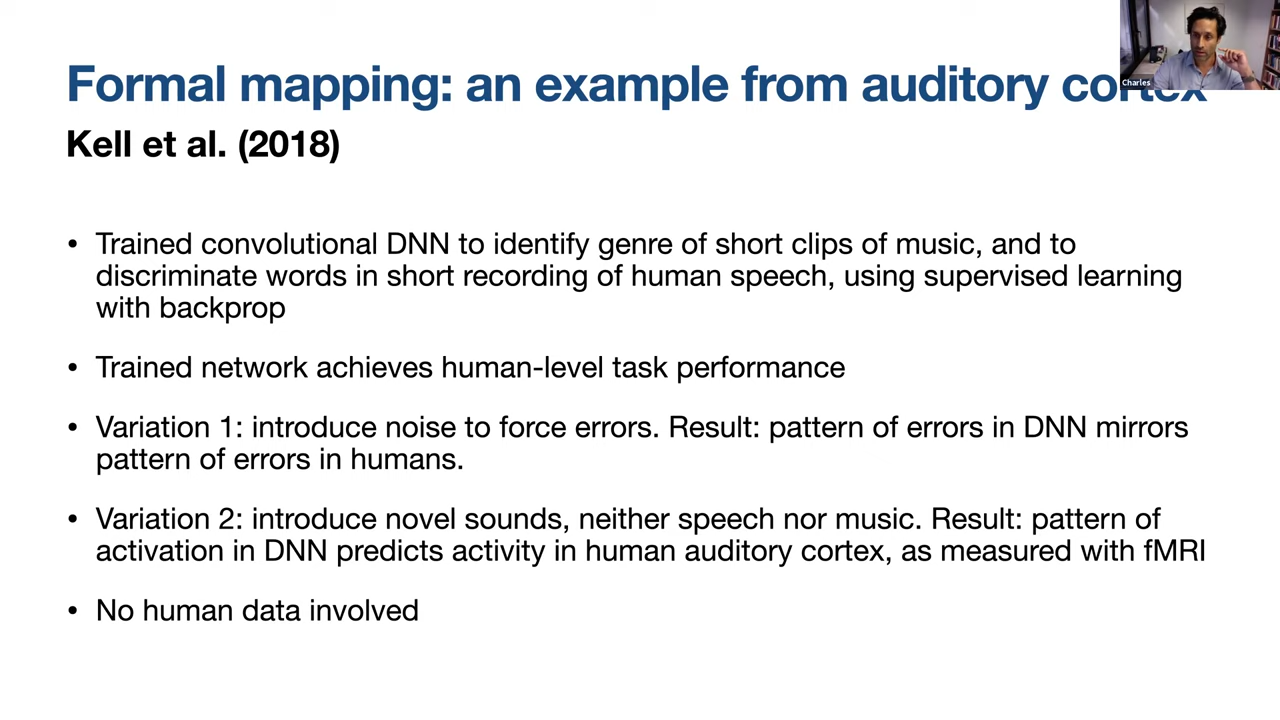 Formal mapping: an example from auditory cortex
Charles
Kell et al. (2018)
• Trained convolutional DNN to identify genre of short clips of music, and to
discriminate words in short recording of human speech, using supervised learning
with backprop
• Trained network achieves human-level task performance
• Variation 1: introduce noise to force errors. Result: pattern of errors in DNN mirrors
pattern of errors in humans.
• Variation 2: introduce novel sounds, neither speech nor music. Result: pattern of
activation in DNN predicts activity in human auditory cortex, as measured with fMRI
• No human data involved